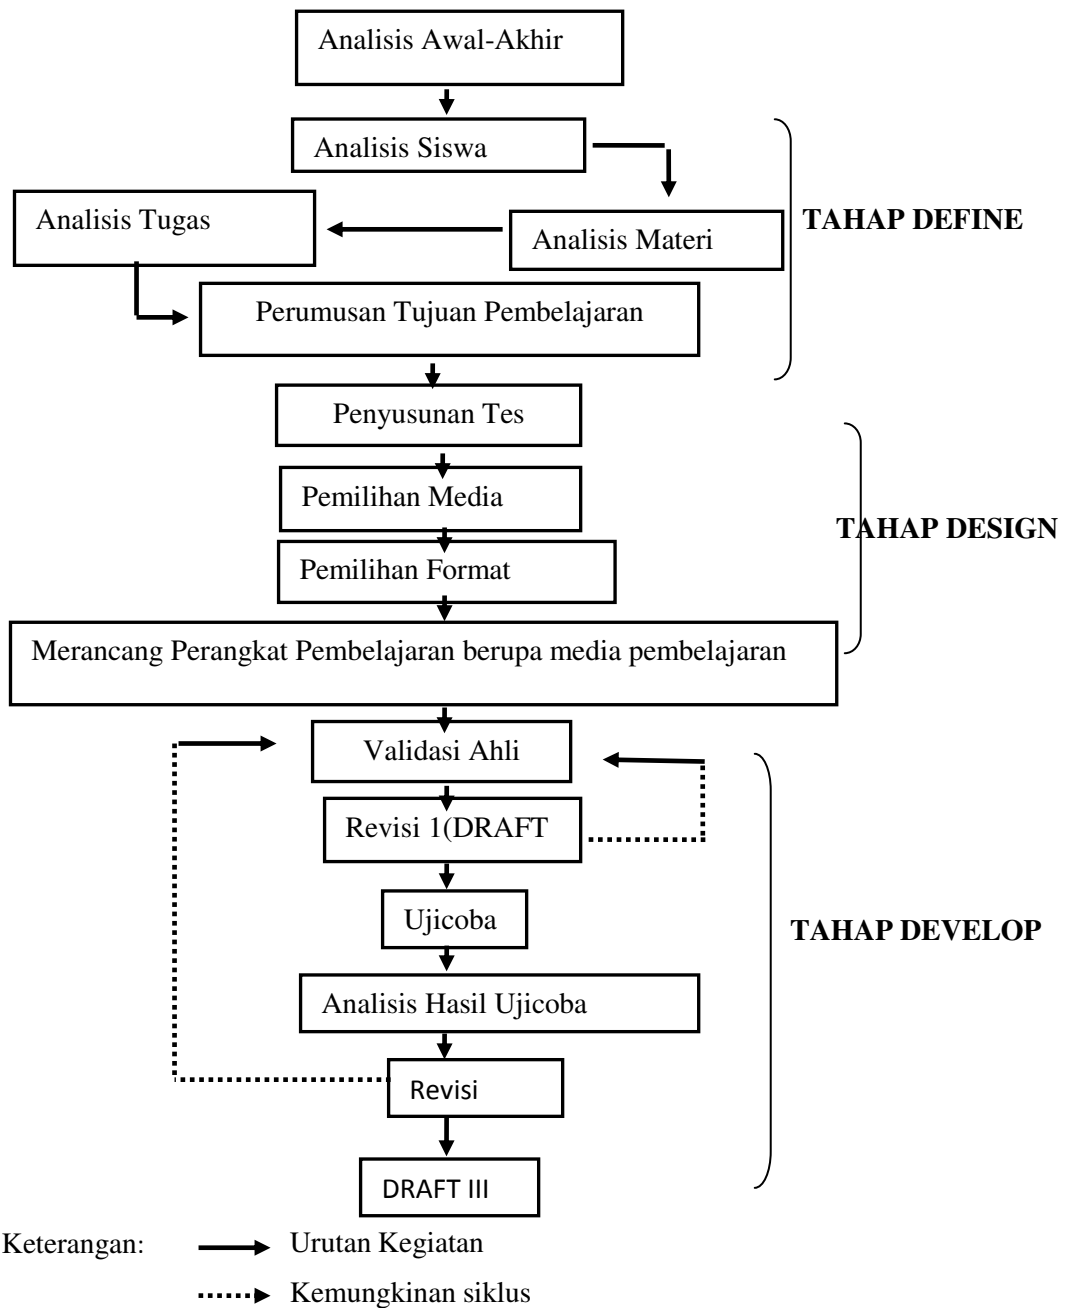 Analisis Awal-Akhir
Analisis Siswa
TAHAP DEFINE
Analisis Tugas
Analisis Materi
Perumusan Tujuan Pembelajaran
Penyusunan Tes
Pemilihan Media
TAHAP DESIGN
Pemilihan Format
Merancang Perangkat Pembelajaran berupa media pembelajaran
Validasi Ahli
Revisi 1(DRAFT
Ujicoba
TAHAP DEVELOP
Analisis Hasil Ujicoba
Revisi
DRAFT III
Keterangan:
Urutan Kegiatan
Kemungkinan siklus